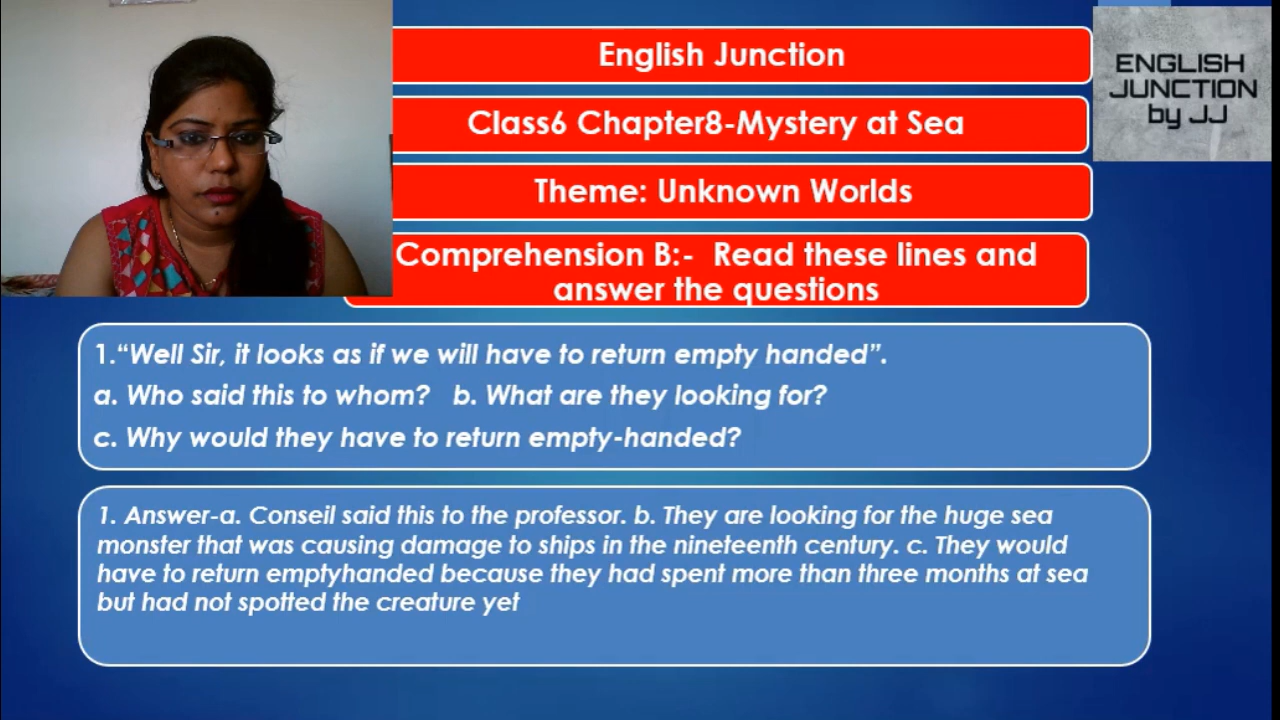 English Junction
ENGLISH
JUNCTION
by JJ
Class6 Chapter8-Mystery at Sea
Theme: Unknown Worlds
Comprehension B:-  Read these lines and
answer the questions
1.“Well Sir, it looks as if we will have to return empty handed”.
a. Who said this to whom?   b. What are they looking for?
c. Why would they have to return empty-handed?
1. Answer-a. Conseil said this to the professor. b. They are looking for the huge sea
monster that was causing damage to ships in the nineteenth century. c. They would
have to return emptyhanded because they had spent more than three months at sea
but had not spotted the creature yet